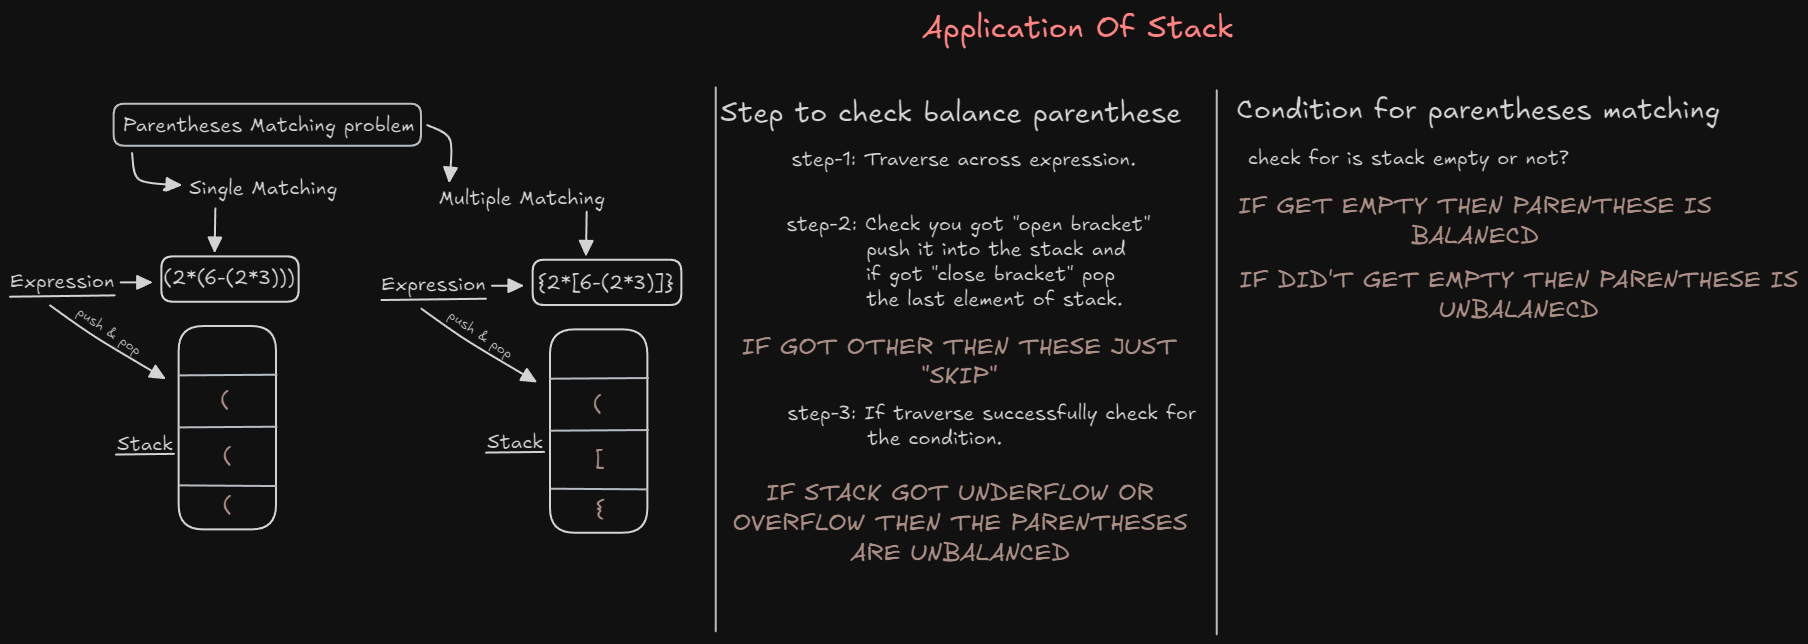 Application Of Stack
Parentheses Matching problem
Single Matching
Multiple Matching
Expression
(2*(6-(2*3)))
push & pop
Stack
(
(
(
Expression
{2*[6-(2*3)]}
push & pop
Stack
(
[
{
Step to check balance parenthese
step-1: Traverse across expression.
step-2: Check you got "open bracket"
push it into the stack and
if got "close bracket" pop
the last element of stack.
IF GOT OTHER THEN THESE JUST
"SKIP"
step-3: If traverse successfully check for
the condition.
IF STACK GOT UNDERFLOW OR
OVERFLOW THEN THE PARENTHESES
ARE UNBALANCED
Condition for parentheses matching
check for is stack empty or not?
IF GET EMPTY THEN PARENTHESE IS
BALANECD
IF DID'T GET EMPTY THEN PARENTHESE IS
UNBALANECD